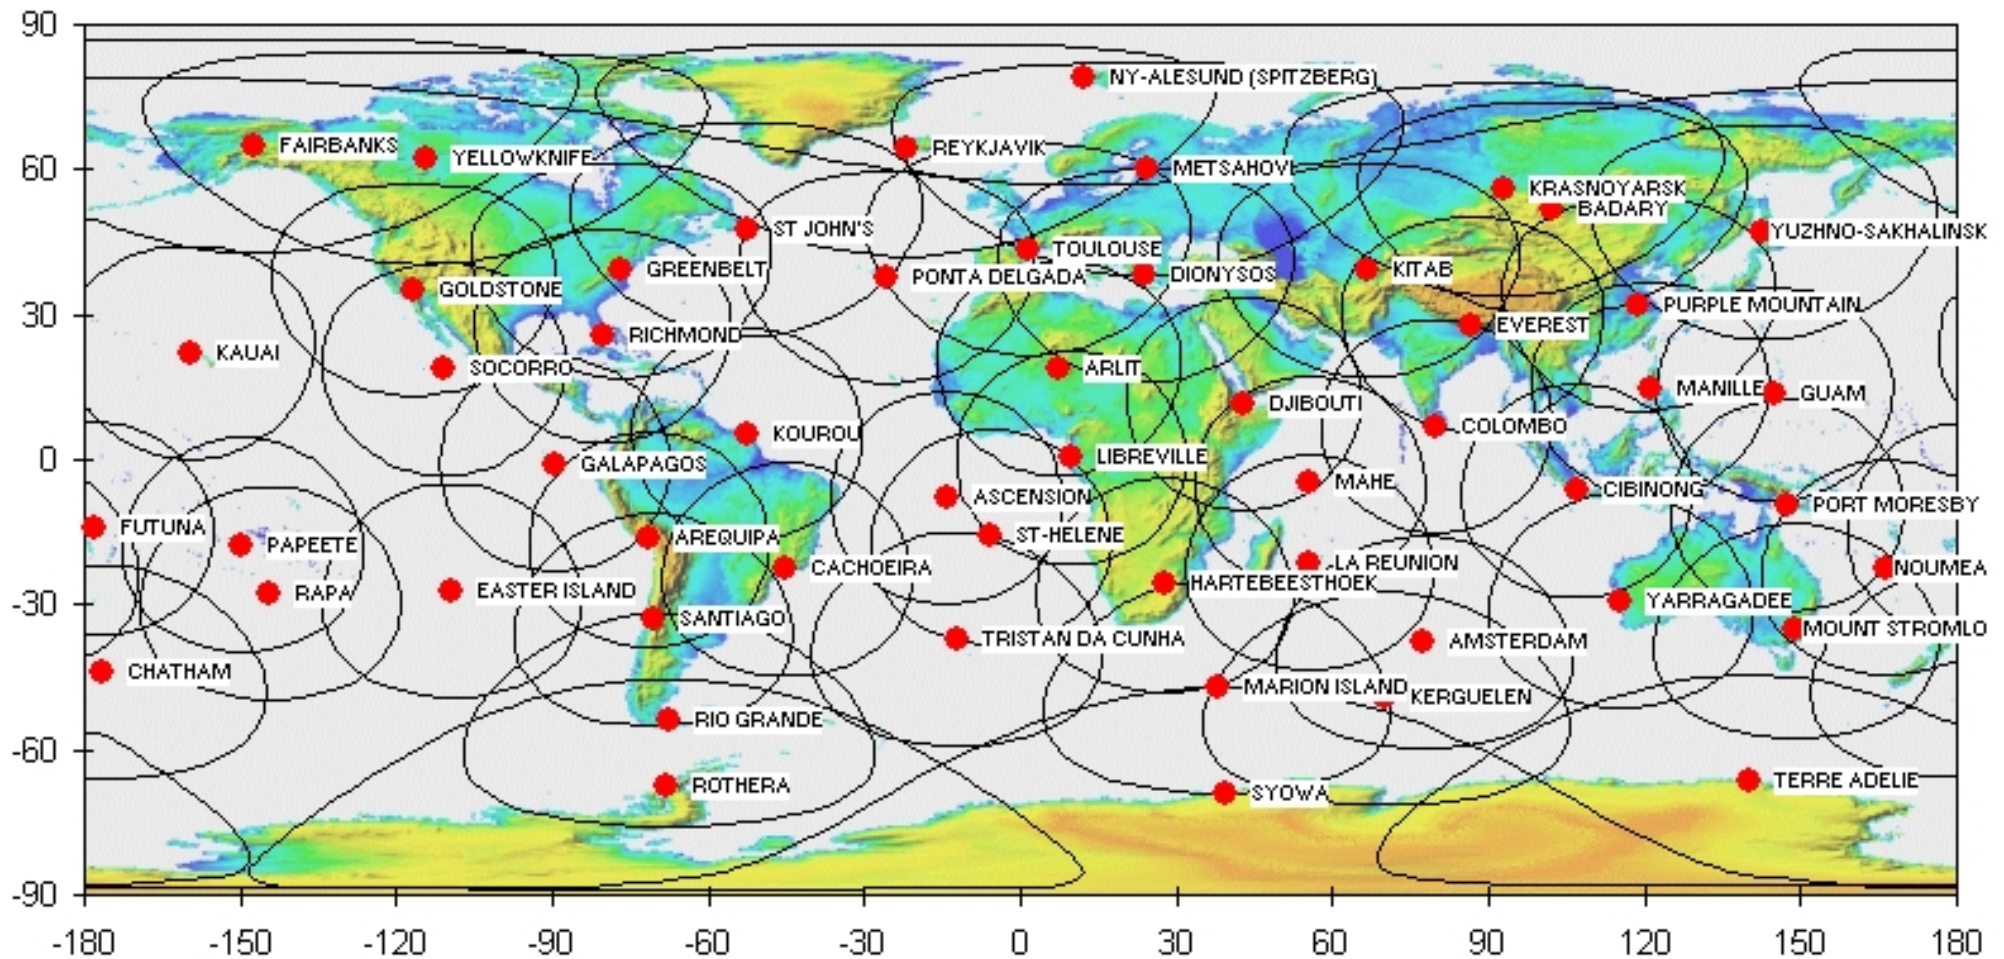 90
NY-ALESUND (SPITZBERG)
FAIRBANKS
YELLOWKNIFE
REYKJAVIK
60
METSAHOVI
KRASNOYARSK
BADARY
ST JOHN'S
YUZHNO-SAKHALINSK
TOULOUSE
GREENBELT
PONTA DELGADA
DIONYSOS
KITAB
GOLDSTONE
PURPLE MOUNTAIN
30
EVEREST
RICHMOND
KAUAI
SOCORRO
ARLIT
MANILLE
GUAM
DJIBOUTI
COLOMBO
KOUROU
0
GALAPAGOS
LIBREVILLE
MAHE
CIBINONG
ASCENSION
PORT MORESBY
FUTUNA
ST-HELENE
PAPEETE
AREQUIPA
CACHOEIRA
LA REUNION
NOUMEA
HARTEBEESTHOEK
RAPA
EASTER ISLAND
YARRAGADEE
-30
SANTIAGO
MOUNT STROMLO
TRISTAN DA CUNHA
AMSTERDAM
CHATHAM
MARION ISLAND
KERGUELEN
RIO GRANDE
-60
ROTHERA
SYOWA
TERRE ADELIE
-90
-180 -150 -120 -90 -60 -30 0 30 60 90 120 150 180